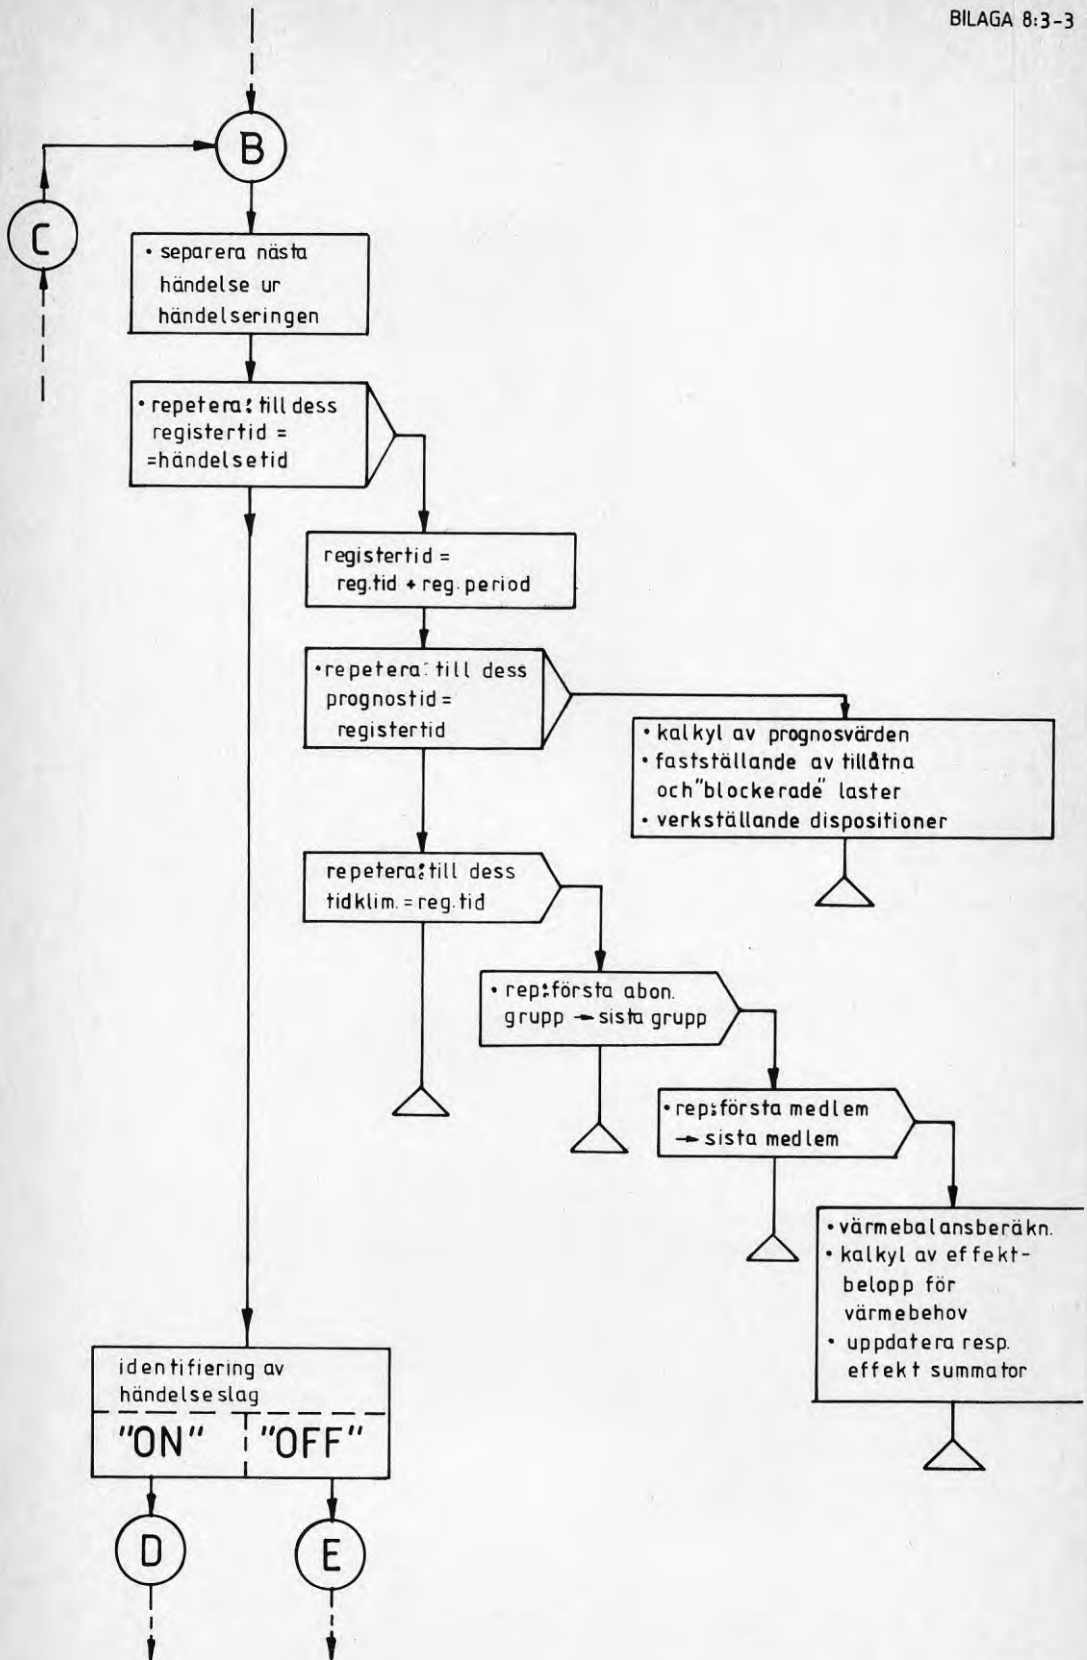 BILAGA 8:3-3
B
C
• separera nästa
händelse ur
händelseringen
• repetera: till dess
registertid =
=händelsetid
registertid =
reg.tid + reg. period
• repetera: till dess
prognostid =
registertid
• kalkyl av prognosvärden
• fastställande av tillåtna
och "blockerade" laster
• verkställande dispositioner
repetera: till dess
tidklim. = reg.tid
• rep: första abon.
grupp → sista grupp
• rep: första medlem
→ sista medlem
• värmebalansberäkn.
• kalkyl av effekt-
belopp för
värmebehov
• uppdatera resp.
effekt summator
identifiering av
händelseslag
"ON" "OFF"
D E